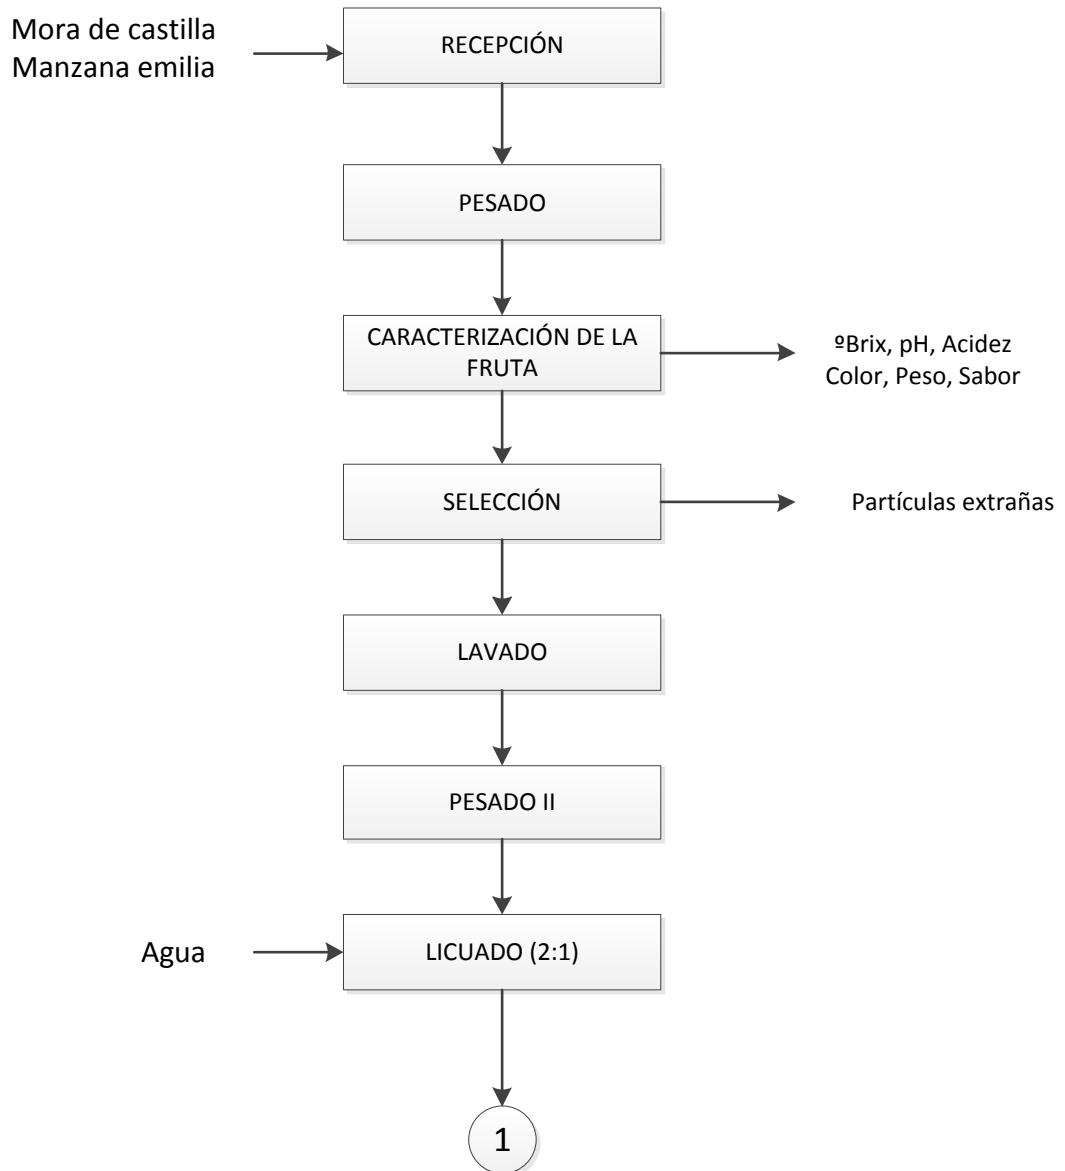 Mora de castilla
Manzana emilia
RECEPCIÓN
PESADO
CARACTERIZACIÓN DE LA
FRUTA
ºBrix, pH, Acidez
Color, Peso, Sabor
SELECCIÓN
Partículas extrañas
LAVADO
PESADO II
Agua
LICUADO (2:1)
1